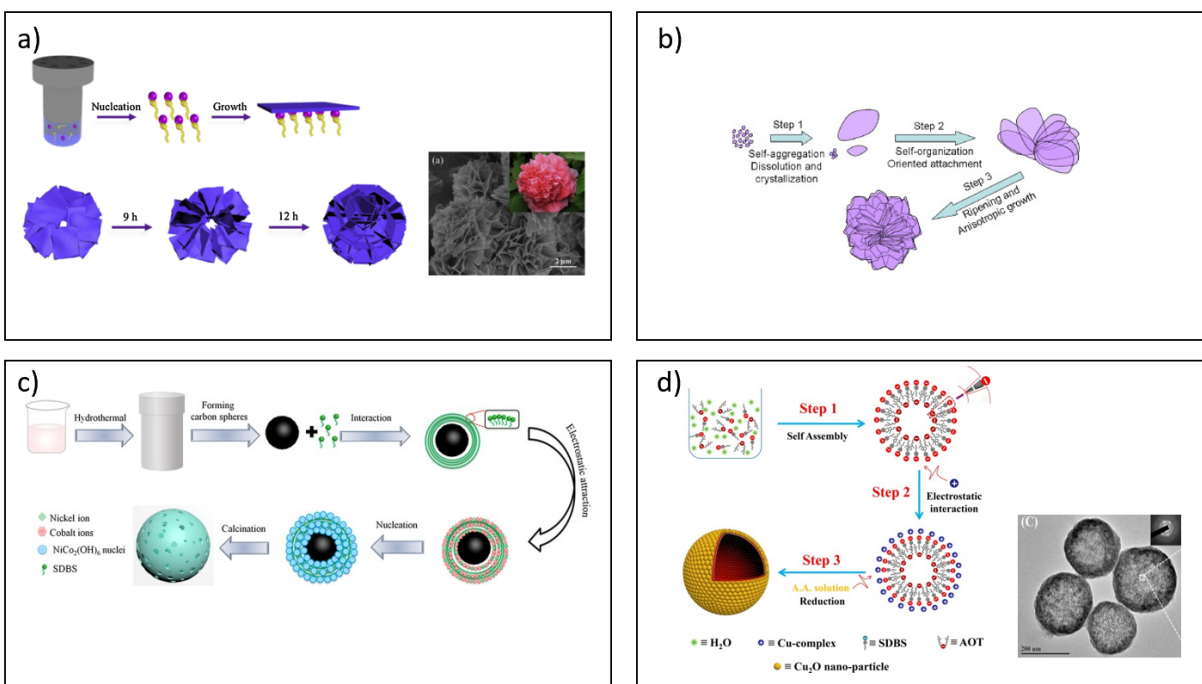 a)
Nucleation
Growth
9 h
12 h
(a)
2 μm
b)
Step 1
Self-aggregation
Dissolution and
crystallization
Step 2
Self-organization
Oriented attachment
Step 3
Ripening and
Anisotropic growth
c)
Hydrothermal
Forming
carbon spheres
Interaction
Electrostatic attraction
Nickel ion
Cobalt ions
NiCo₂(OH)₆ nuclei
SDBS
Calcination
Nucleation
d)
Step 1
Self Assembly
Step 2
Electrostatic
interaction
Step 3
A.A. solution
Reduction
(C)
200 nm
≡ H₂O
≡ Cu-complex
≡ SDBS
≡ AOT
≡ Cu₂O nano-particle